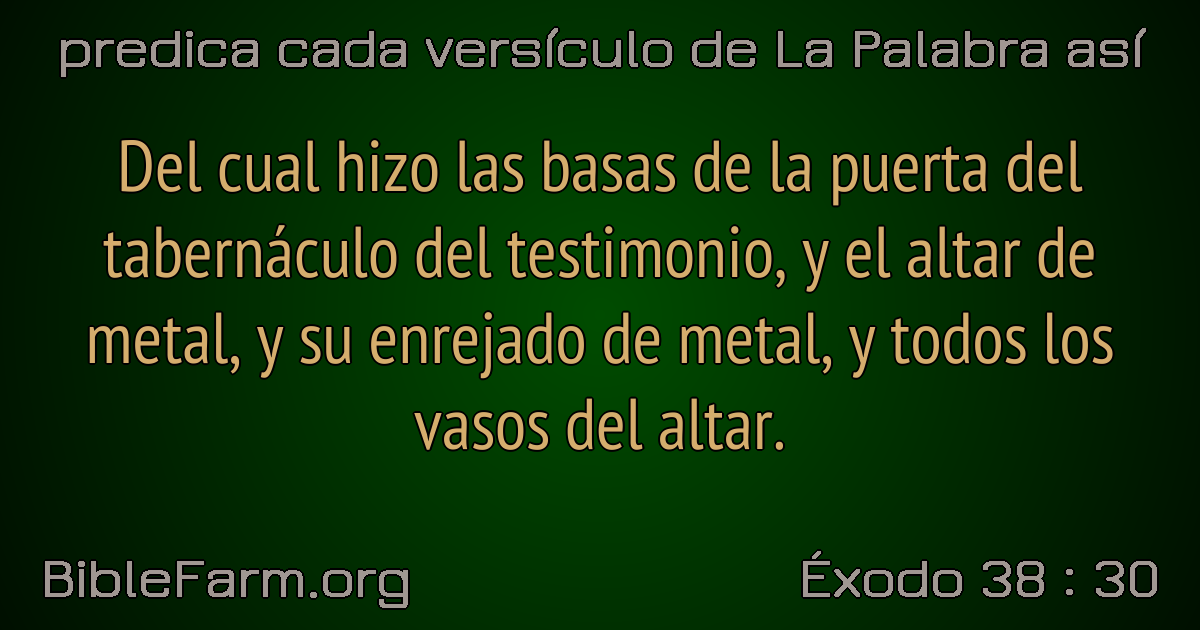 predica cada versículo de La Palabra así
Del cual hizo las basas de la puerta del
tabernáculo del testimonio, y el altar de
metal, y su enrejado de metal, y todos los
vasos del altar.
BibleFarm.org
Éxodo 38 : 30